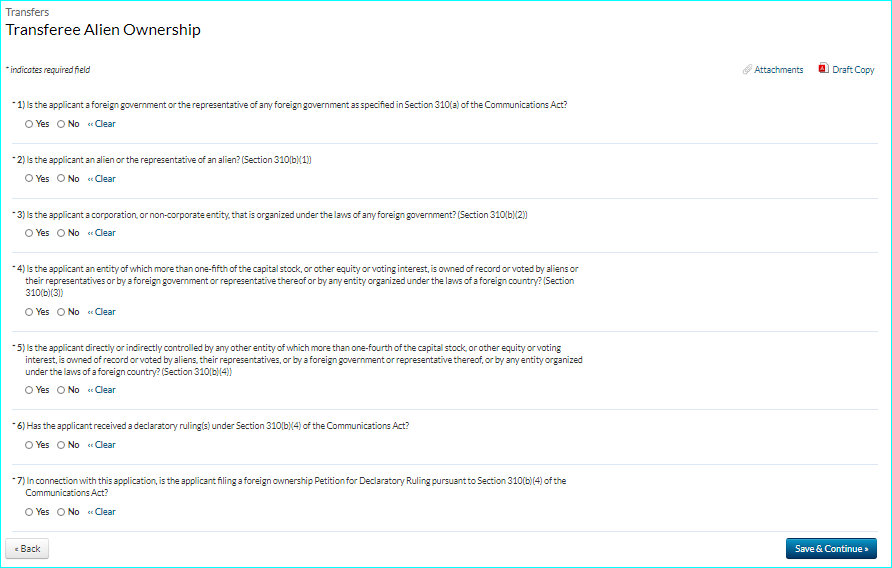 Transfers
Transferee Alien Ownership
* indicates required field
Attachments Draft Copy
* 1) Is the applicant a foreign government or the representative of any foreign government as specified in Section 310(a) of the Communications Act?
Yes No «Clear
* 2) Is the applicant an alien or the representative of an alien? (Section 310(b)(1))
Yes No «Clear
* 3) Is the applicant a corporation, or non-corporate entity, that is organized under the laws of any foreign government? (Section 310(b)(2))
Yes No «Clear
* 4) Is the applicant an entity of which more than one-fifth of the capital stock, or other equity or voting interest, is owned of record or voted by aliens or
their representatives or by a foreign government or representative thereof or by any entity organized under the laws of a foreign country? (Section
310(b)(3))
Yes No «Clear
* 5) Is the applicant directly or indirectly controlled by any other entity of which more than one-fourth of the capital stock, or other equity or voting
interest, is owned of record or voted by aliens, their representatives, or by a foreign government or representative thereof, or by any entity organized
under the laws of a foreign country? (Section 310(b)(4))
Yes No «Clear
* 6) Has the applicant received a declaratory ruling(s) under Section 310(b)(4) of the Communications Act?
Yes No «Clear
* 7) In connection with this application, is the applicant filing a foreign ownership Petition for Declaratory Ruling pursuant to Section 310(b)(4) of the
Communications Act?
Yes No «Clear
« Back Save & Continue »